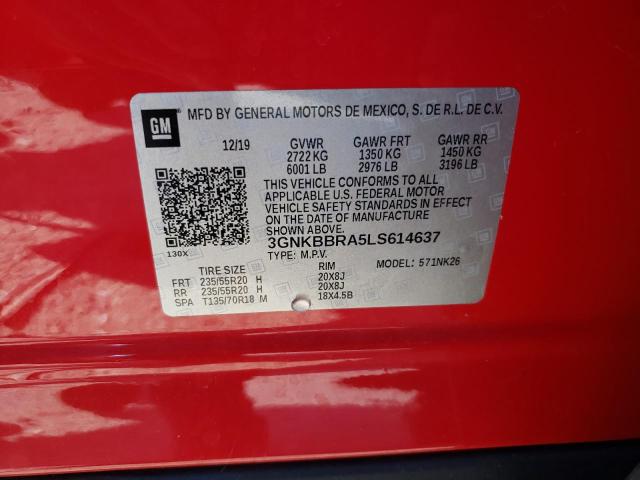 GM
MFD BY GENERAL MOTORS DE MEXICO, S. DE R.L. DE C.V.
12/19 GVWR GAWR FRT GAWR RR
2722 KG 1350 KG 1450 KG
6001 LB 2976 LB 3196 LB
THIS VEHICLE CONFORMS TO ALL
APPLICABLE U.S. FEDERAL MOTOR
VEHICLE SAFETY STANDARDS IN EFFECT
ON THE DATE OF MANUFACTURE
SHOWN ABOVE.
130X
3GNKBBRA5LS614637
TYPE: M.P.V. MODEL: 571NK26
TIRE SIZE RIM
FRT 235/55R20 H 20X8J
RR 235/55R20 H 20X8J
SPA T135/70R18 M 18X4.5B